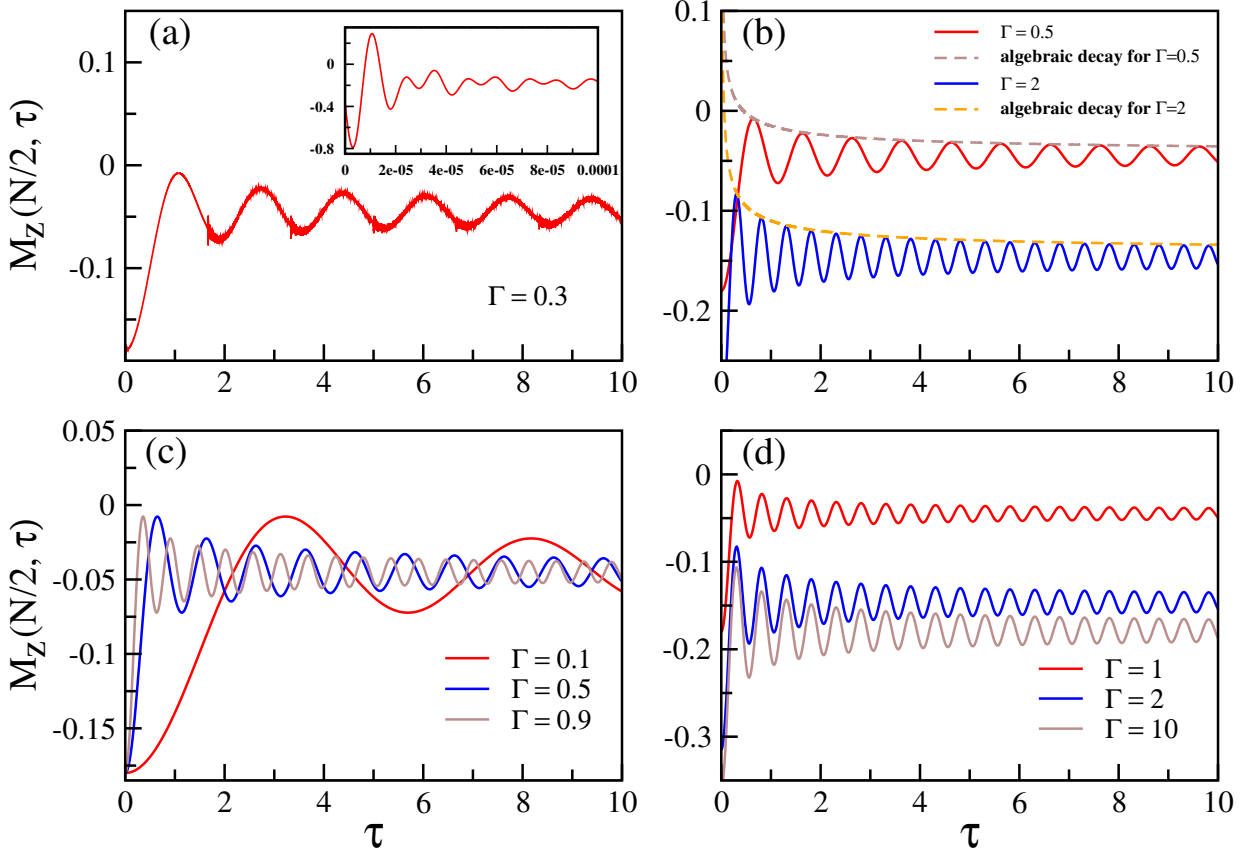 (a)
0.1
0
-0.1
M_Z(N/2, τ)
0
-0.4
-0.8
0
2e-05
4e-05
6e-05
8e-05
0.0001
Γ = 0.3
0 2 4 6 8 10
(b)
0.1
0
-0.1
-0.2
Γ = 0.5
algebraic decay for Γ=0.5
Γ = 2
algebraic decay for Γ=2
0 2 4 6 8 10
(c)
0.05
0
-0.05
-0.1
-0.15
M_Z(N/2, τ)
Γ = 0.1
Γ = 0.5
Γ = 0.9
0 2 4 6 8 10
τ
(d)
0
-0.1
-0.2
-0.3
Γ = 1
Γ = 2
Γ = 10
0 2 4 6 8 10
τ